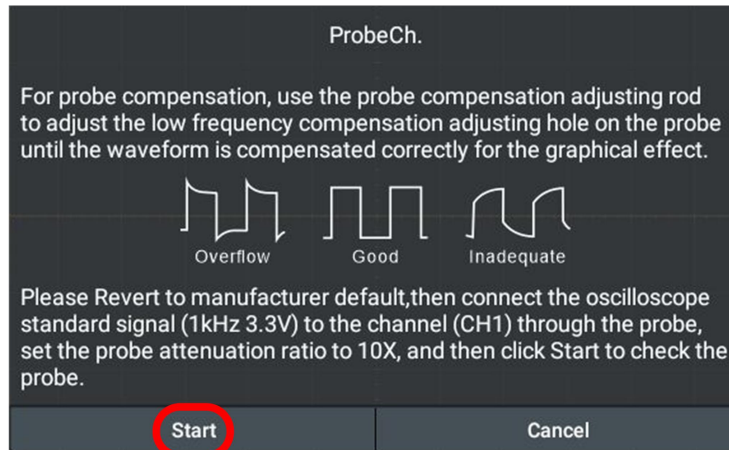 ProbeCh.
For probe compensation, use the probe compensation adjusting rod
to adjust the low frequency compensation adjusting hole on the probe
until the waveform is compensated correctly for the graphical effect.
Overflow Good Inadequate
Please Revert to manufacturer default,then connect the oscilloscope
standard signal (1kHz 3.3V) to the channel (CH1) through the probe,
set the probe attenuation ratio to 10X, and then click Start to check the
probe.
Start Cancel